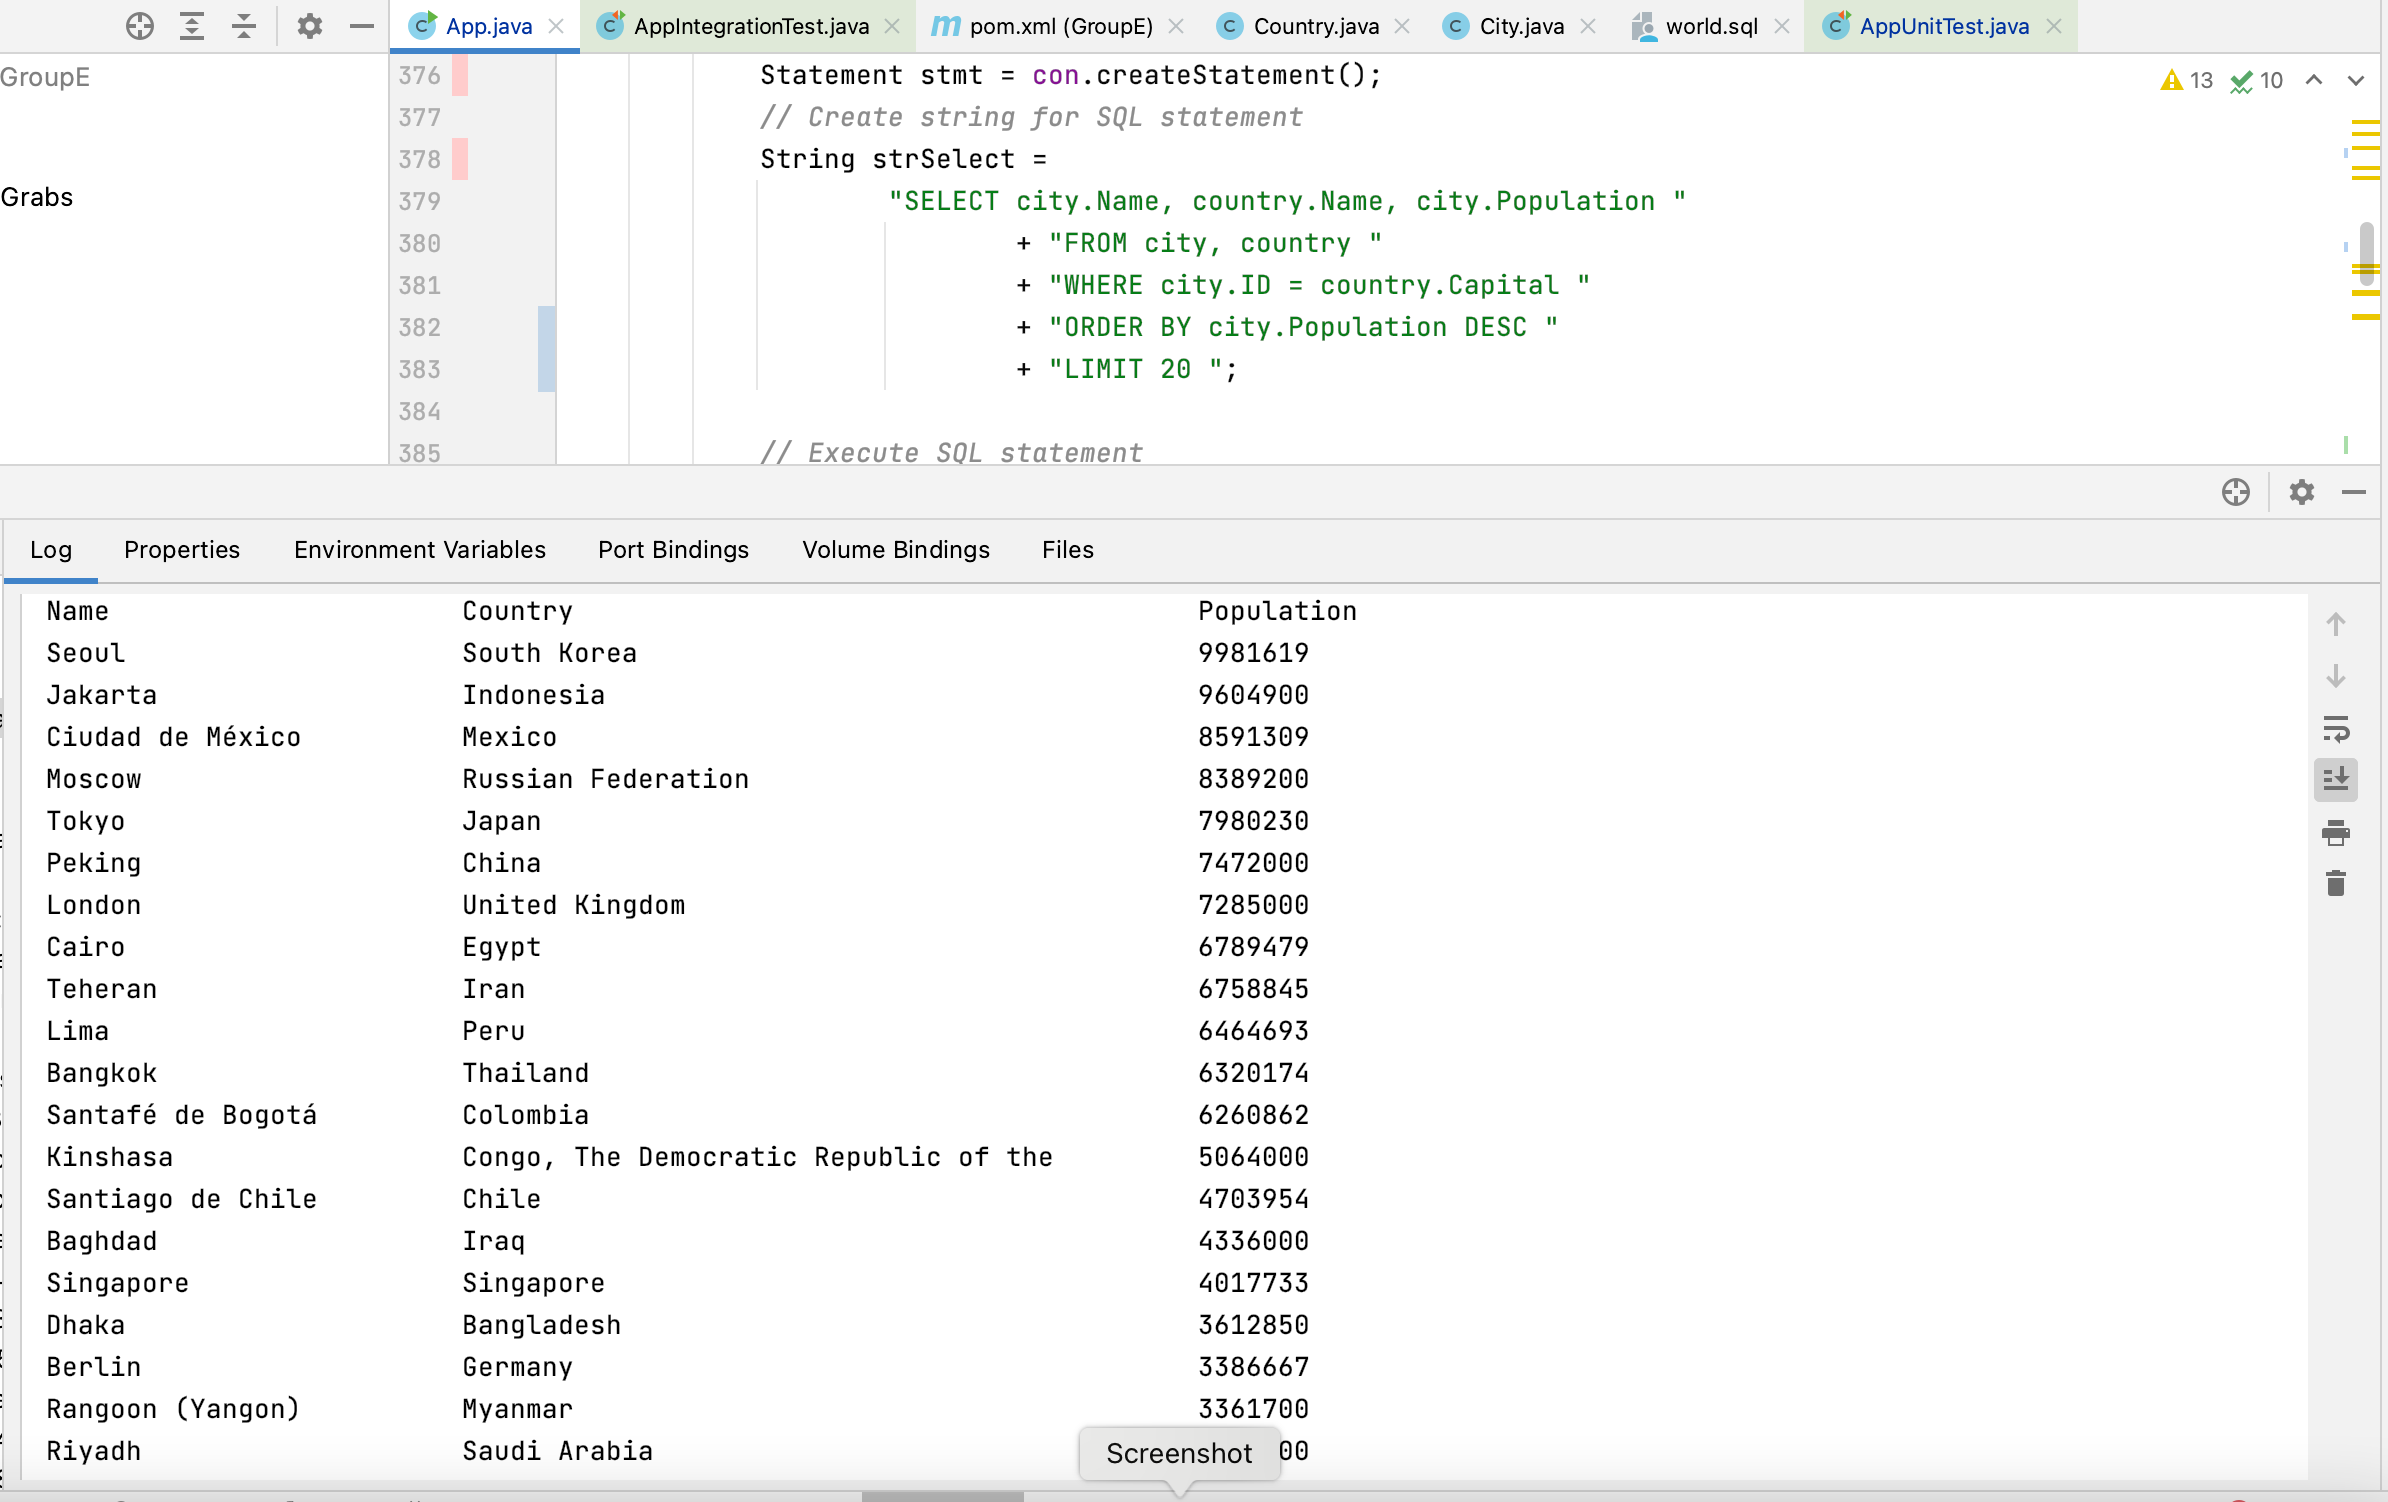 App.java AppIntegrationTest.java pom.xml (GroupE) Country.java City.java world.sql AppUnitTest.java
GroupE
Grabs
13 10
376 Statement stmt = con.createStatement();
377 // Create string for SQL statement
378 String strSelect =
379 "SELECT city.Name, country.Name, city.Population "
380 + "FROM city, country "
381 + "WHERE city.ID = country.Capital "
382 + "ORDER BY city.Population DESC "
383 + "LIMIT 20 ";
384
385 // Execute SQL statement
Log Properties Environment Variables Port Bindings Volume Bindings Files
Name Country Population
Seoul South Korea 9981619
Jakarta Indonesia 9604900
Ciudad de México Mexico 8591309
Moscow Russian Federation 8389200
Tokyo Japan 7980230
Peking China 7472000
London United Kingdom 7285000
Cairo Egypt 6789479
Teheran Iran 6758845
Lima Peru 6464693
Bangkok Thailand 6320174
Santafé de Bogotá Colombia 6260862
Kinshasa Congo, The Democratic Republic of the 5064000
Santiago de Chile Chile 4703954
Baghdad Iraq 4336000
Singapore Singapore 4017733
Dhaka Bangladesh 3612850
Berlin Germany 3386667
Rangoon (Yangon) Myanmar 3361700
Riyadh Saudi Arabia
Screenshot